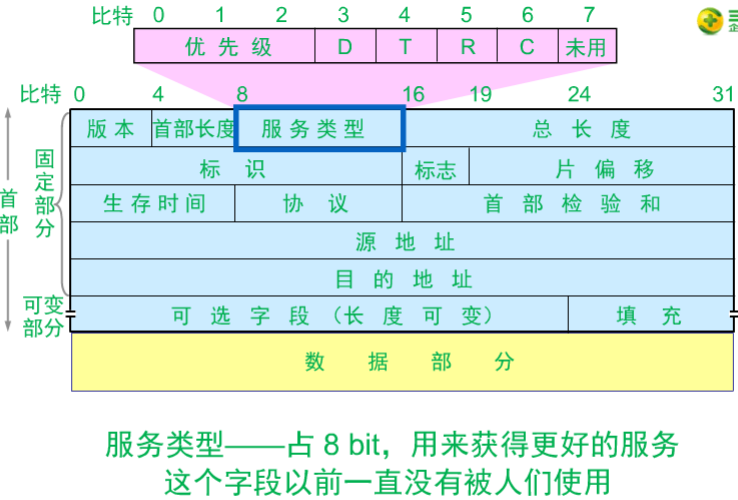 比特 0 1 2 3 4 5 6 7
优先级 D T R C 未用
比特 0 4 8 16 19 24 31
版本 首部长度 服务类型 总长度
标识 标志 片偏移
生存时间 协议 首部检验和
源地址
目的地址
可选字段（长度可变） 填充
数据部分
首部
固定部分
可变部分
服务类型——占 8 bit，用来获得更好的服务
这个字段以前一直没有被人们使用